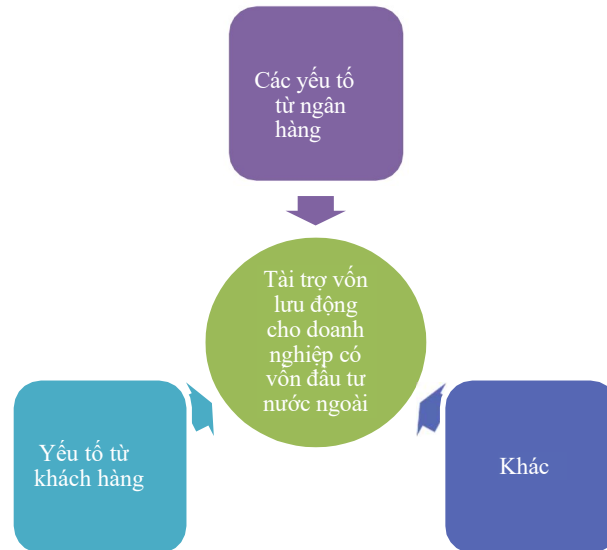 Các yếu tố
từ ngân
hàng
Tài trợ vốn
lưu động
cho doanh
nghiệp có
vốn đầu tư
nước ngoài
Yếu tố từ
khách hàng
Khác